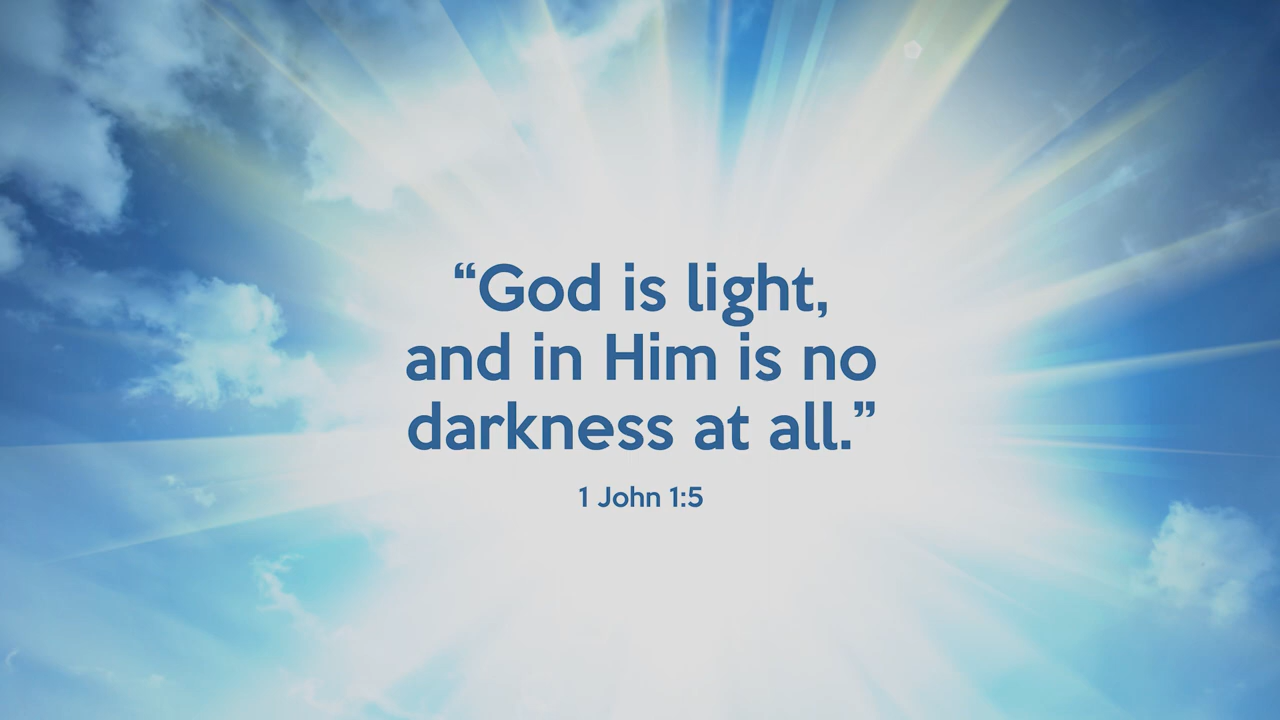 “God is light,
and in Him is no
darkness at all.”
1 John 1:5